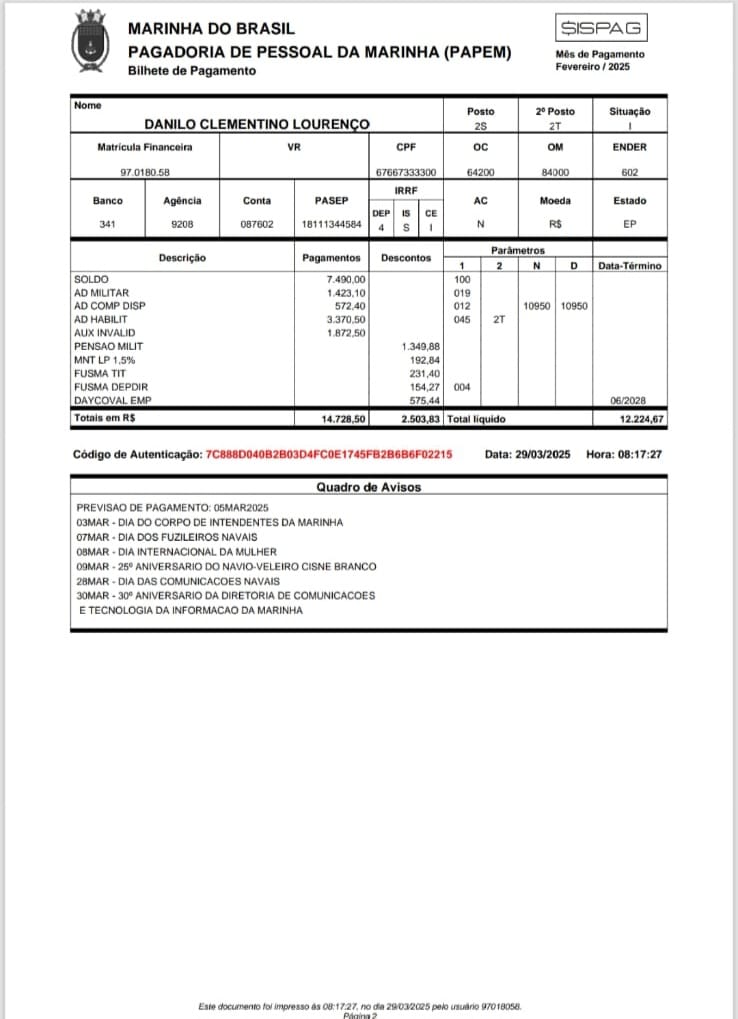 MARINHA DO BRASIL
PAGADORIA DE PESSOAL DA MARINHA (PAPEM)
Bilhete de Pagamento
$ISPAG
Mês de Pagamento
Fevereiro / 2025
Nome
DANILO CLEMENTINO LOURENÇO
Posto 2º Posto Situação
2S 2T I
Matrícula Financeira VR CPF OC OM ENDER
97.0180.58 67667333300 64200 84000 602
Banco Agência Conta PASEP IRRF AC Moeda Estado
DEP IS CE
341 9208 087602 18111344584 4 S I N R$ EP
Descrição Pagamentos Descontos Parâmetros
1 2 N D Data-Término
SOLDO 7.490,00 100
AD MILITAR 1.423,10 019
AD COMP DISP 572,40 012 10950 10950
AD HABILIT 3.370,50 045 2T
AUX INVALID 1.872,50
PENSAO MILIT 1.349,88
MNT LP 1,5% 192,84
FUSMA TIT 231,40
FUSMA DEPDIR 154,27 004
DAYCOVAL EMP 575,44 06/2028
Totais em R$ 14.728,50 2.503,83 Total líquido 12.224,67
Código de Autenticação: 7C888D040B2B03D4FC0E1745FB2B6B6F02215 Data: 29/03/2025 Hora: 08:17:27
Quadro de Avisos
PREVISAO DE PAGAMENTO: 05MAR2025
03MAR - DIA DO CORPO DE INTENDENTES DA MARINHA
07MAR - DIA DOS FUZILEIROS NAVAIS
08MAR - DIA INTERNACIONAL DA MULHER
09MAR - 25º ANIVERSARIO DO NAVIO-VELEIRO CISNE BRANCO
28MAR - DIA DAS COMUNICACOES NAVAIS
30MAR - 30º ANIVERSARIO DA DIRETORIA DE COMUNICACOES
E TECNOLOGIA DA INFORMACAO DA MARINHA
Este documento foi impresso às 08:17:27, no dia 29/03/2025 pelo usuário 97018058.
Página 2